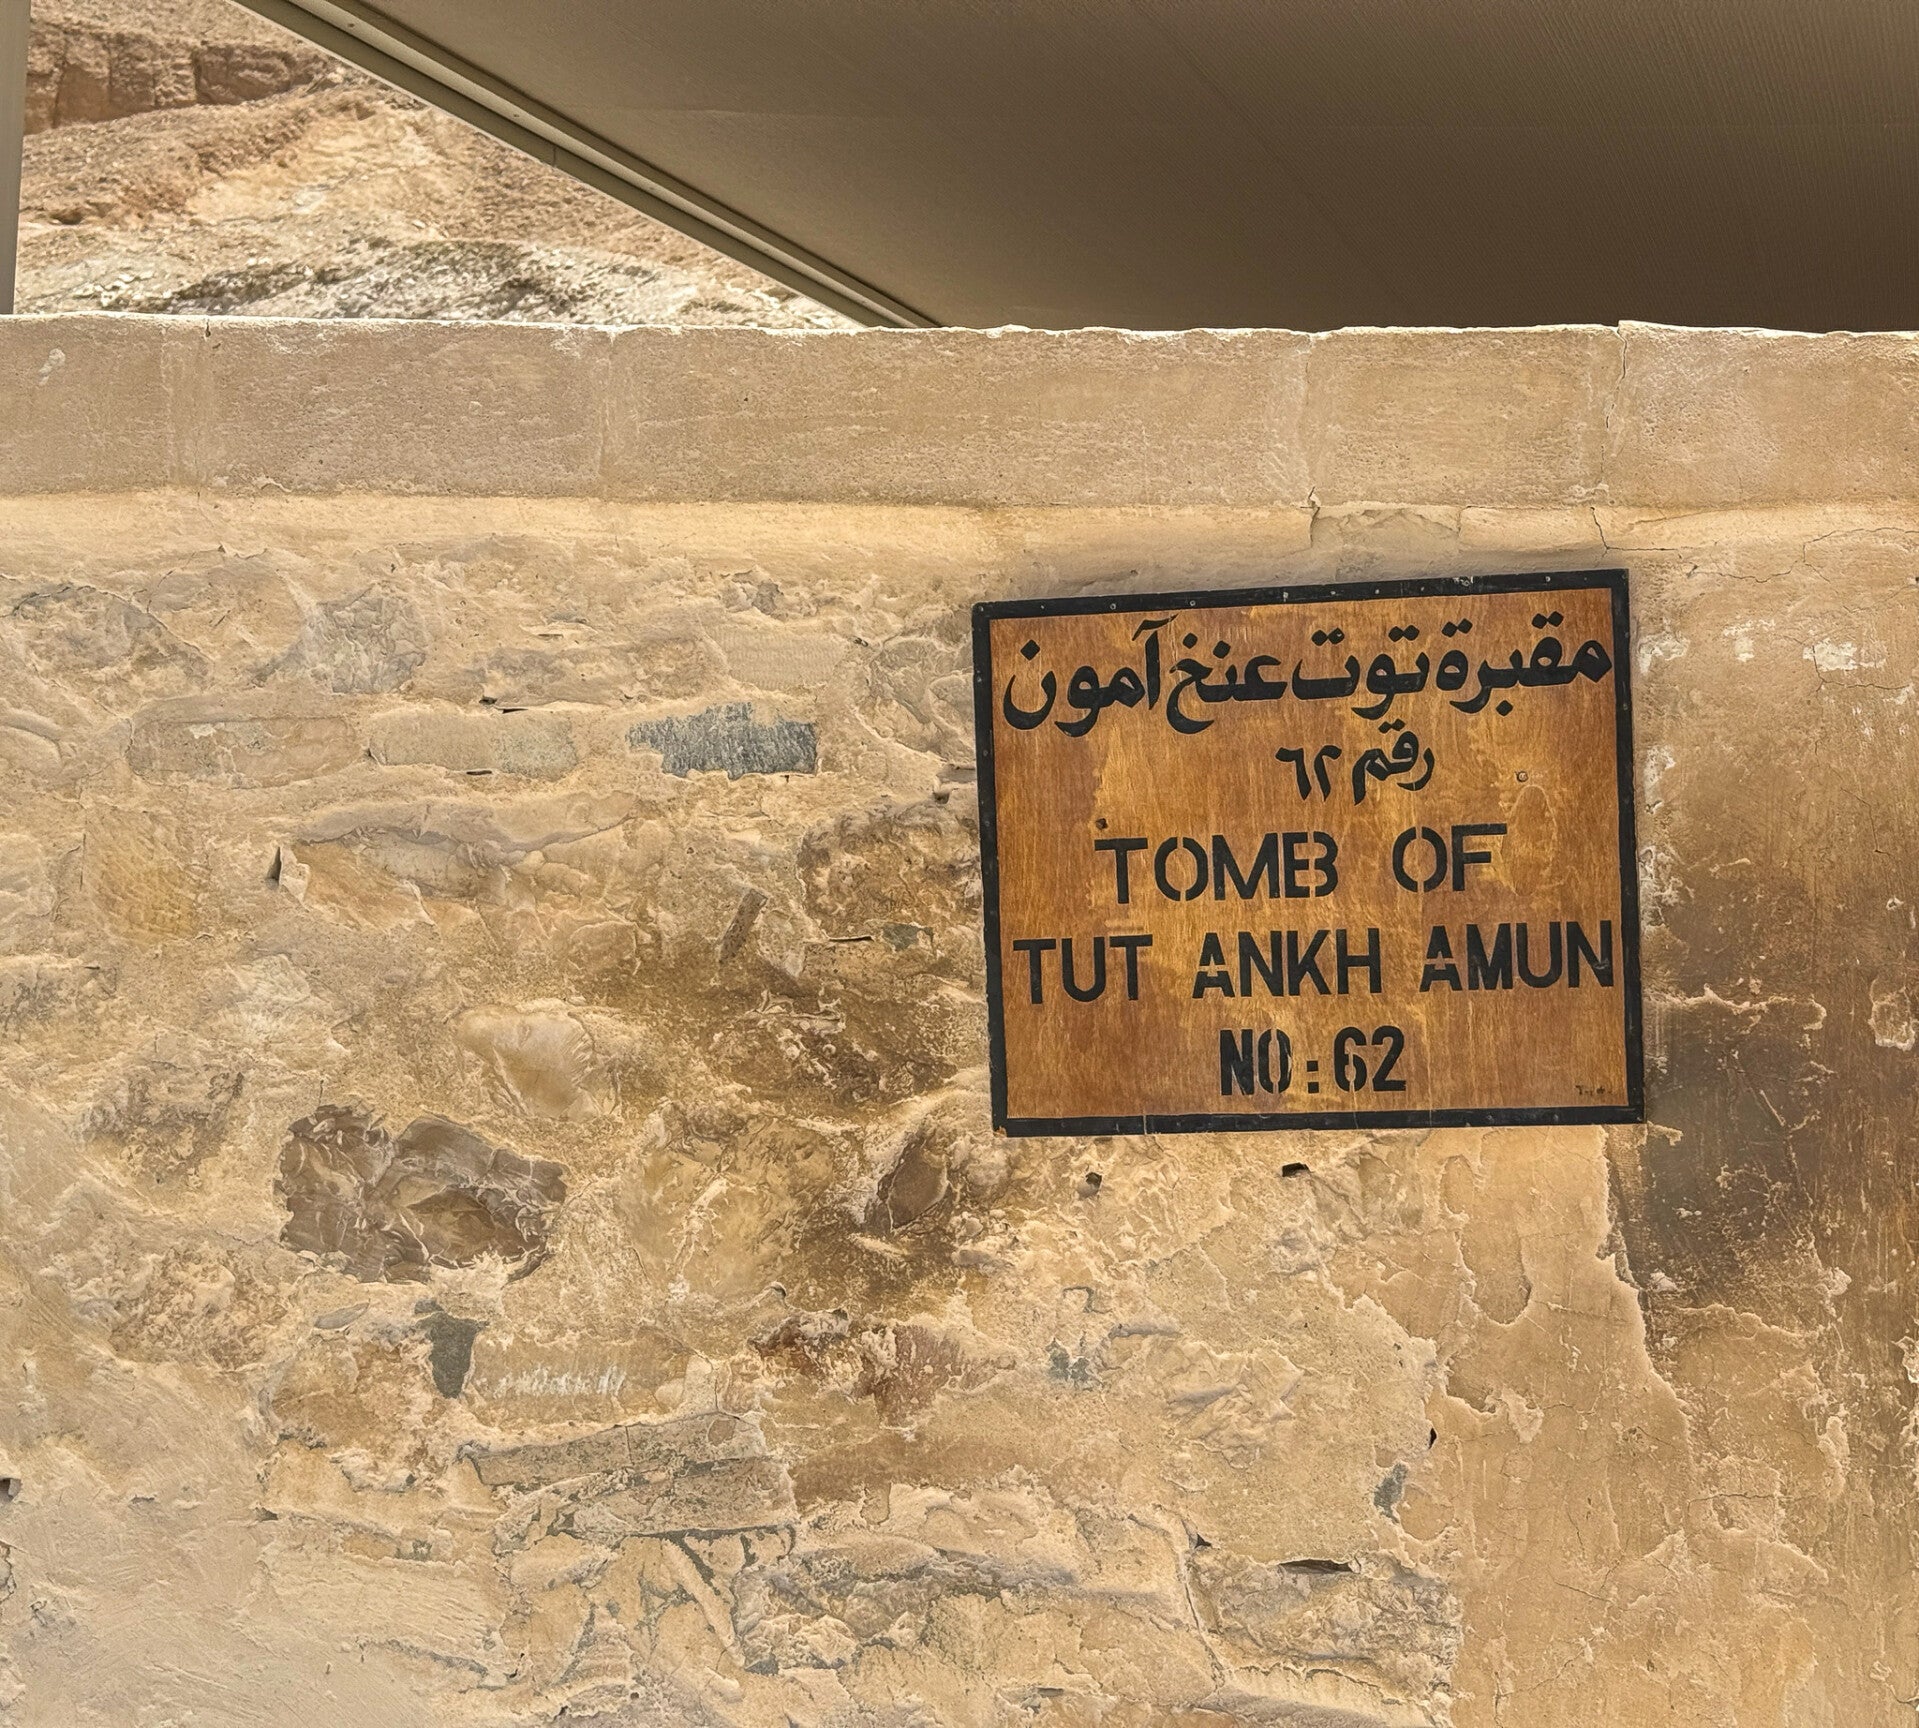 مقبرة توت عنخ آمون
رقم ٦٢
TOMB OF
TUT ANKH AMUN
NO : 62